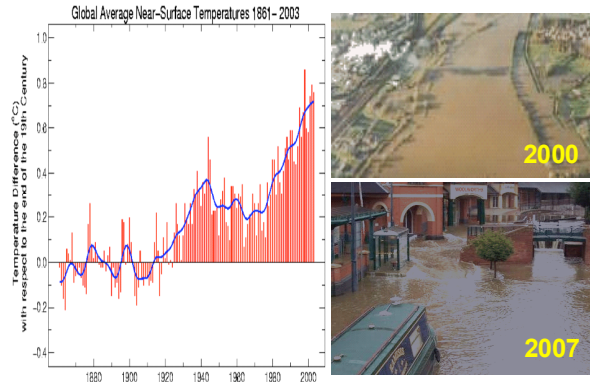 Global Average Near-Surface Temperatures 1861-2003
Temperature Difference (°C)
with respect to the end of the 19th Century
1.0
0.8
0.6
0.4
0.2
0.0
-0.2
-0.4
1880 1900 1920 1940 1960 1980 2000
2000
2007